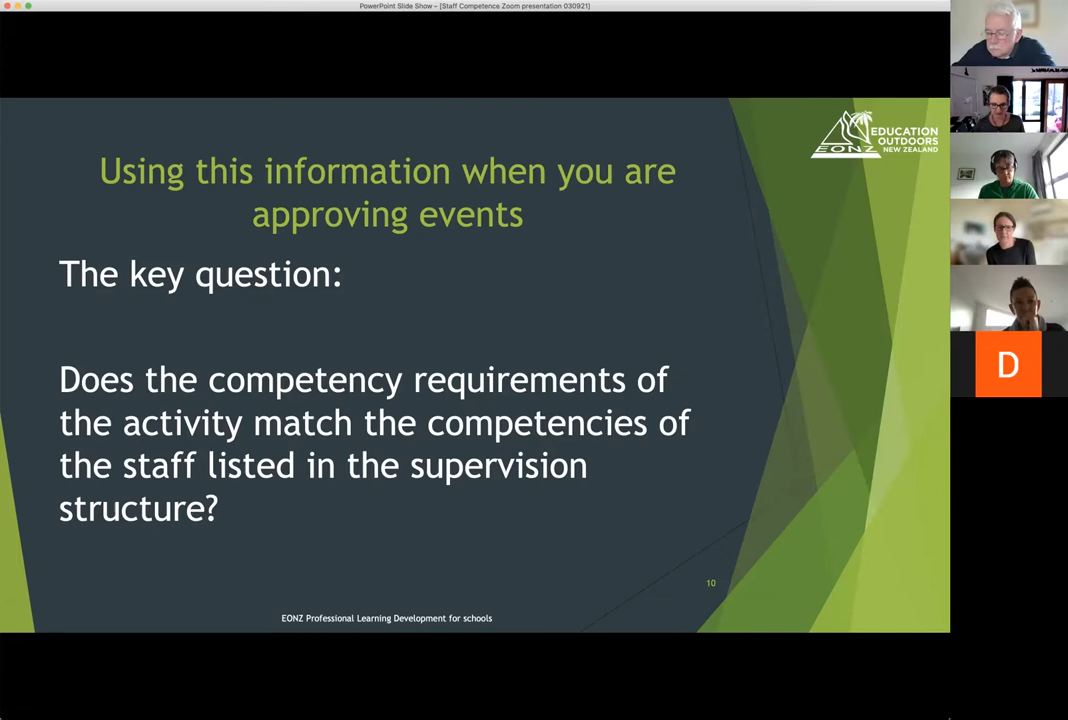 PowerPoint Slide Show – [Staff Competence Zoom presentation 030921]
EDUCATION
OUTDOORS
NEW ZEALAND
EONZ
Using this information when you are
approving events
The key question:
Does the competency requirements of
the activity match the competencies of
the staff listed in the supervision
structure?
10
EONZ Professional Learning Development for schools
D